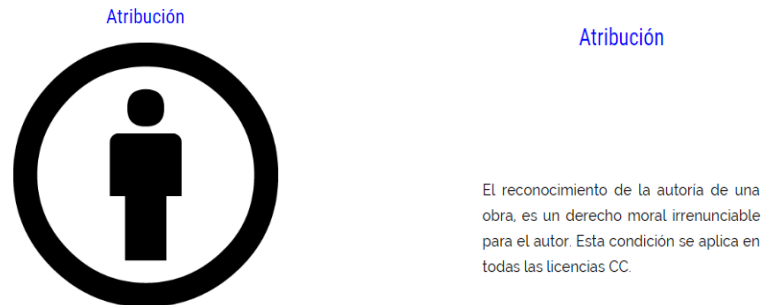 Atribución
Atribución
El reconocimiento de la autoría de una
obra, es un derecho moral irrenunciable
para el autor. Esta condición se aplica en
todas las licencias CC.